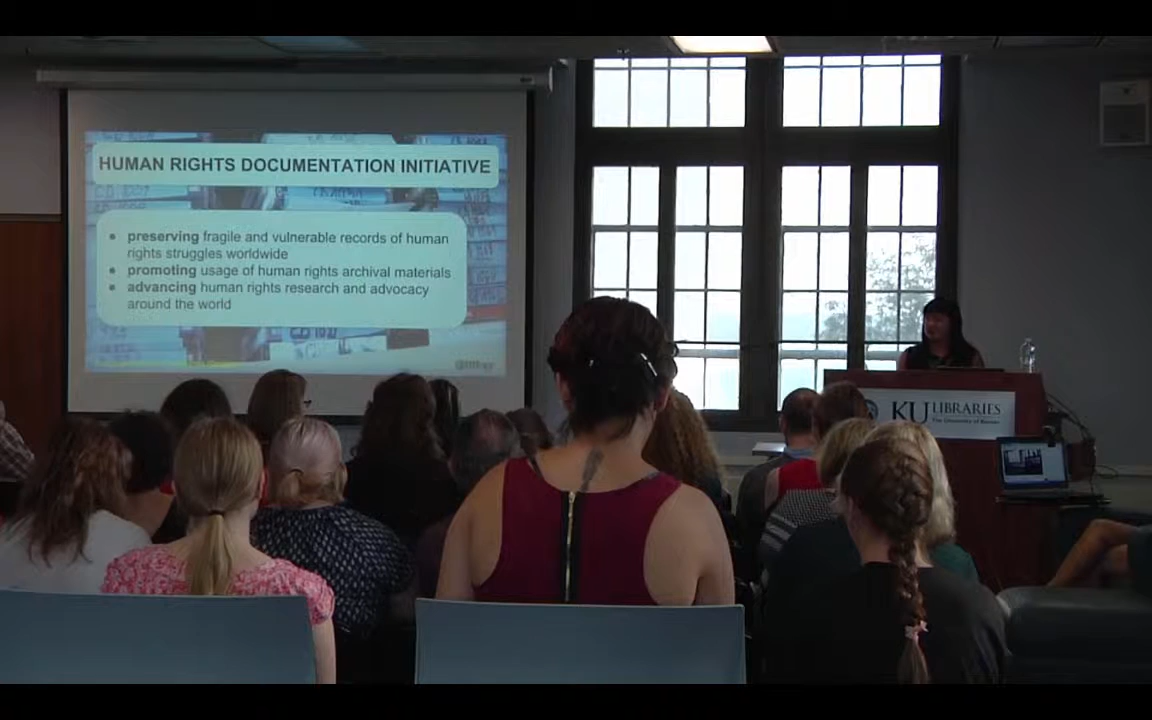 HUMAN RIGHTS DOCUMENTATION INITIATIVE
• preserving fragile and vulnerable records of human
rights struggles worldwide
• promoting usage of human rights archival materials
• advancing human rights research and advocacy
around the world
KU LIBRARIES
The University of Kansas